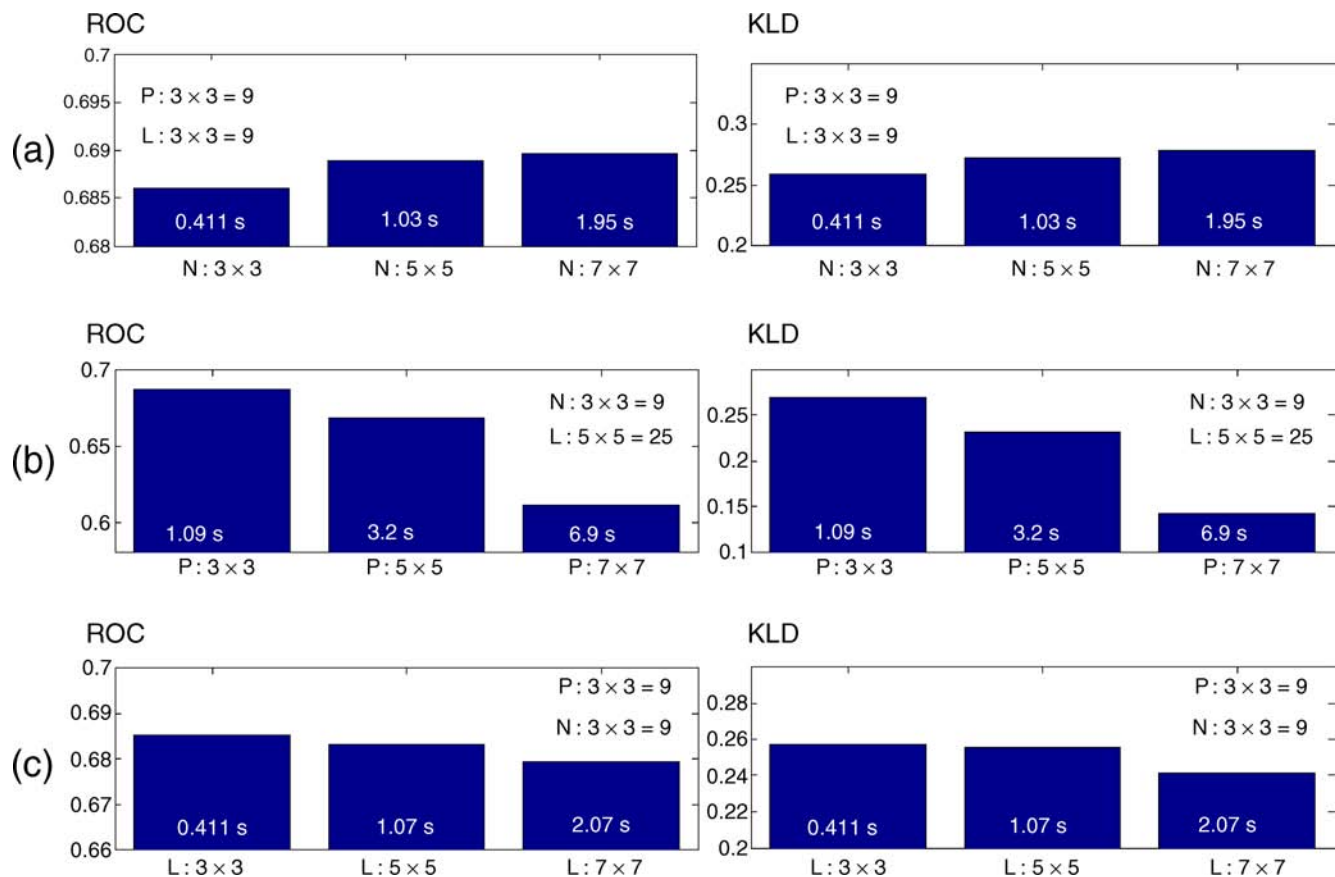 ROC
0.7
0.695
0.69
0.685
0.68
P : 3 × 3 = 9
L : 3 × 3 = 9
(a)
0.411 s
1.03 s
1.95 s
N : 3 × 3
N : 5 × 5
N : 7 × 7
KLD
0.3
0.25
0.2
P : 3 × 3 = 9
L : 3 × 3 = 9
0.411 s
1.03 s
1.95 s
N : 3 × 3
N : 5 × 5
N : 7 × 7
ROC
0.7
0.65
0.6
N : 3 × 3 = 9
L : 5 × 5 = 25
(b)
1.09 s
3.2 s
6.9 s
P : 3 × 3
P : 5 × 5
P : 7 × 7
KLD
0.25
0.2
0.15
0.1
N : 3 × 3 = 9
L : 5 × 5 = 25
1.09 s
3.2 s
6.9 s
P : 3 × 3
P : 5 × 5
P : 7 × 7
ROC
0.7
0.69
0.68
0.67
0.66
P : 3 × 3 = 9
N : 3 × 3 = 9
(c)
0.411 s
1.07 s
2.07 s
L : 3 × 3
L : 5 × 5
L : 7 × 7
KLD
0.28
0.26
0.24
0.22
0.2
P : 3 × 3 = 9
N : 3 × 3 = 9
0.411 s
1.07 s
2.07 s
L : 3 × 3
L : 5 × 5
L : 7 × 7